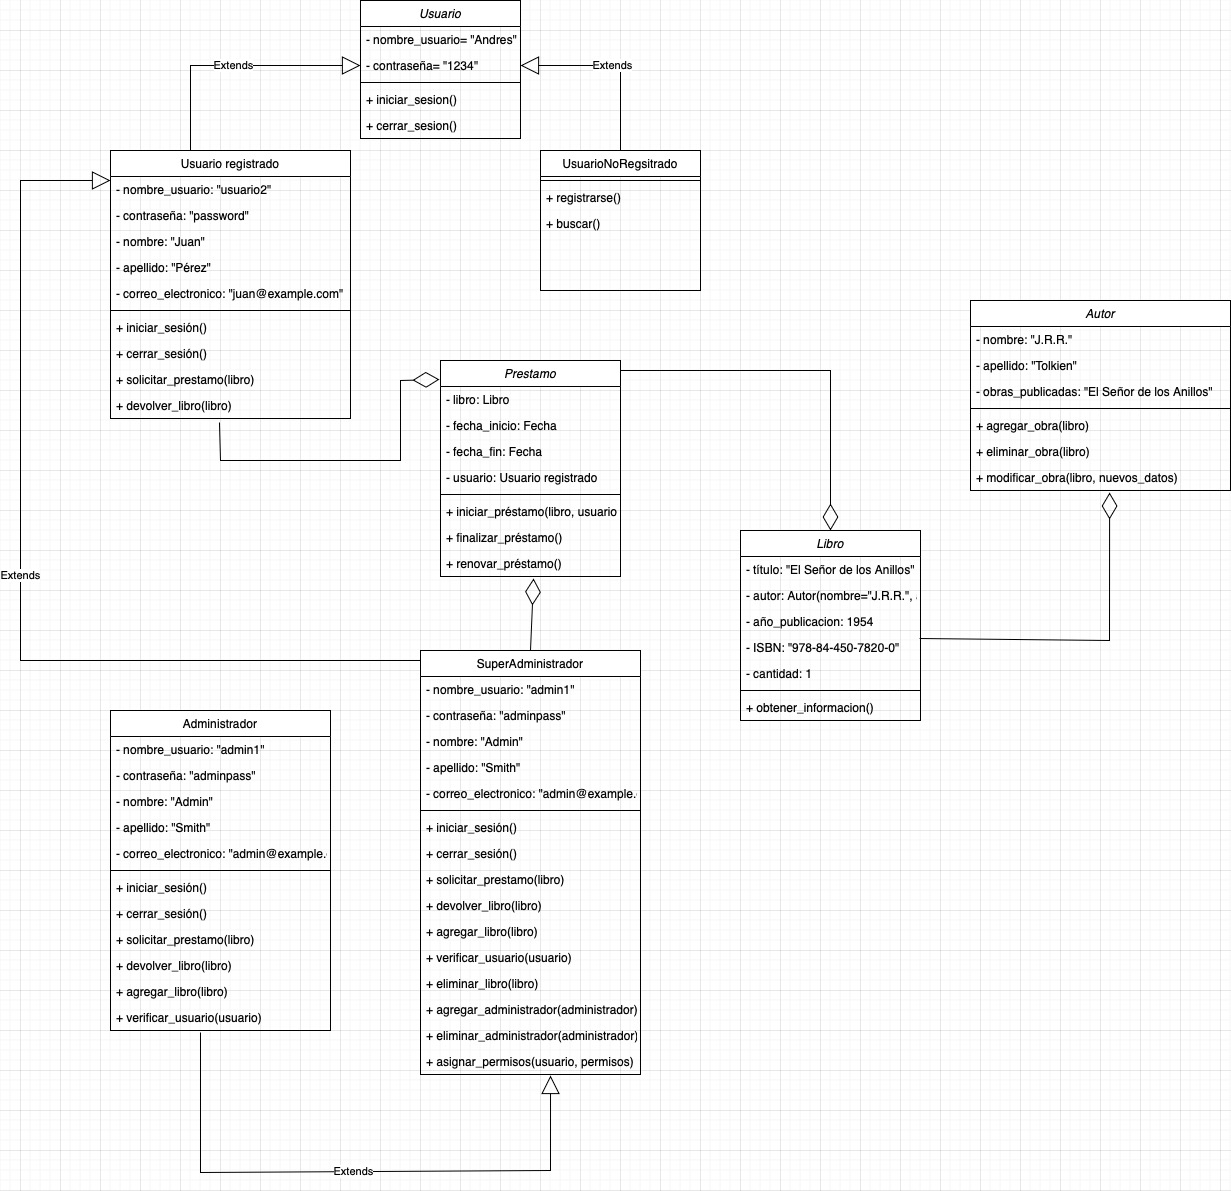 Usuario
- nombre_usuario= "Andres"
- contraseña= "1234"
+ iniciar_sesion()
+ cerrar_sesion()
Extends
Extends
Usuario registrado
- nombre_usuario: "usuario2"
- contraseña: "password"
- nombre: "Juan"
- apellido: "Pérez"
- correo_electronico: "juan@example.com"
+ iniciar_sesión()
+ cerrar_sesión()
+ solicitar_prestamo(libro)
+ devolver_libro(libro)
UsuarioNoRegsitrado
+ registrarse()
+ buscar()
Autor
- nombre: "J.R.R."
- apellido: "Tolkien"
- obras_publicadas: "El Señor de los Anillos"
+ agregar_obra(libro)
+ eliminar_obra(libro)
+ modificar_obra(libro, nuevos_datos)
Prestamo
- libro: Libro
- fecha_inicio: Fecha
- fecha_fin: Fecha
- usuario: Usuario registrado
+ iniciar_préstamo(libro, usuario
+ finalizar_préstamo()
+ renovar_préstamo()
Libro
- título: "El Señor de los Anillos"
- autor: Autor(nombre="J.R.R.",
- año_publicacion: 1954
- ISBN: "978-84-450-7820-0"
- cantidad: 1
+ obtener_informacion()
Extends
SuperAdministrador
- nombre_usuario: "admin1"
- contraseña: "adminpass"
- nombre: "Admin"
- apellido: "Smith"
- correo_electronico: "admin@example.
+ iniciar_sesión()
+ cerrar_sesión()
+ solicitar_prestamo(libro)
+ devolver_libro(libro)
+ agregar_libro(libro)
+ verificar_usuario(usuario)
+ eliminar_libro(libro)
+ agregar_administrador(administrador)
+ eliminar_administrador(administrador)
+ asignar_permisos(usuario, permisos)
Administrador
- nombre_usuario: "admin1"
- contraseña: "adminpass"
- nombre: "Admin"
- apellido: "Smith"
- correo_electronico: "admin@example.
+ iniciar_sesión()
+ cerrar_sesión()
+ solicitar_prestamo(libro)
+ devolver_libro(libro)
+ agregar_libro(libro)
+ verificar_usuario(usuario)
Extends